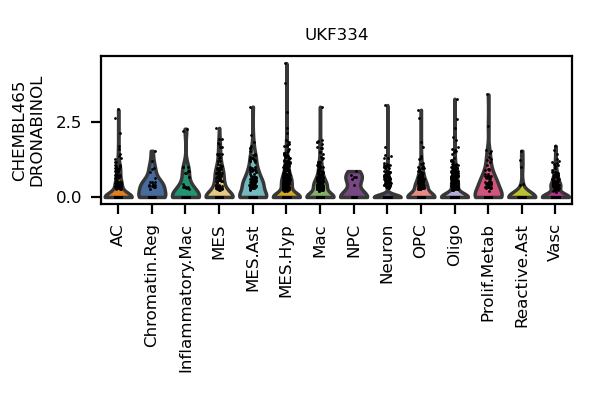 UKF334
CHEMBL465
DRONABINOL
2.5
0.0
AC
Chromatin.Reg
Inflammatory.Mac
MES
MES.Ast
MES.Hyp
Mac
NPC
Neuron
OPC
Oligo
Prolif.Metab
Reactive.Ast
Vasc